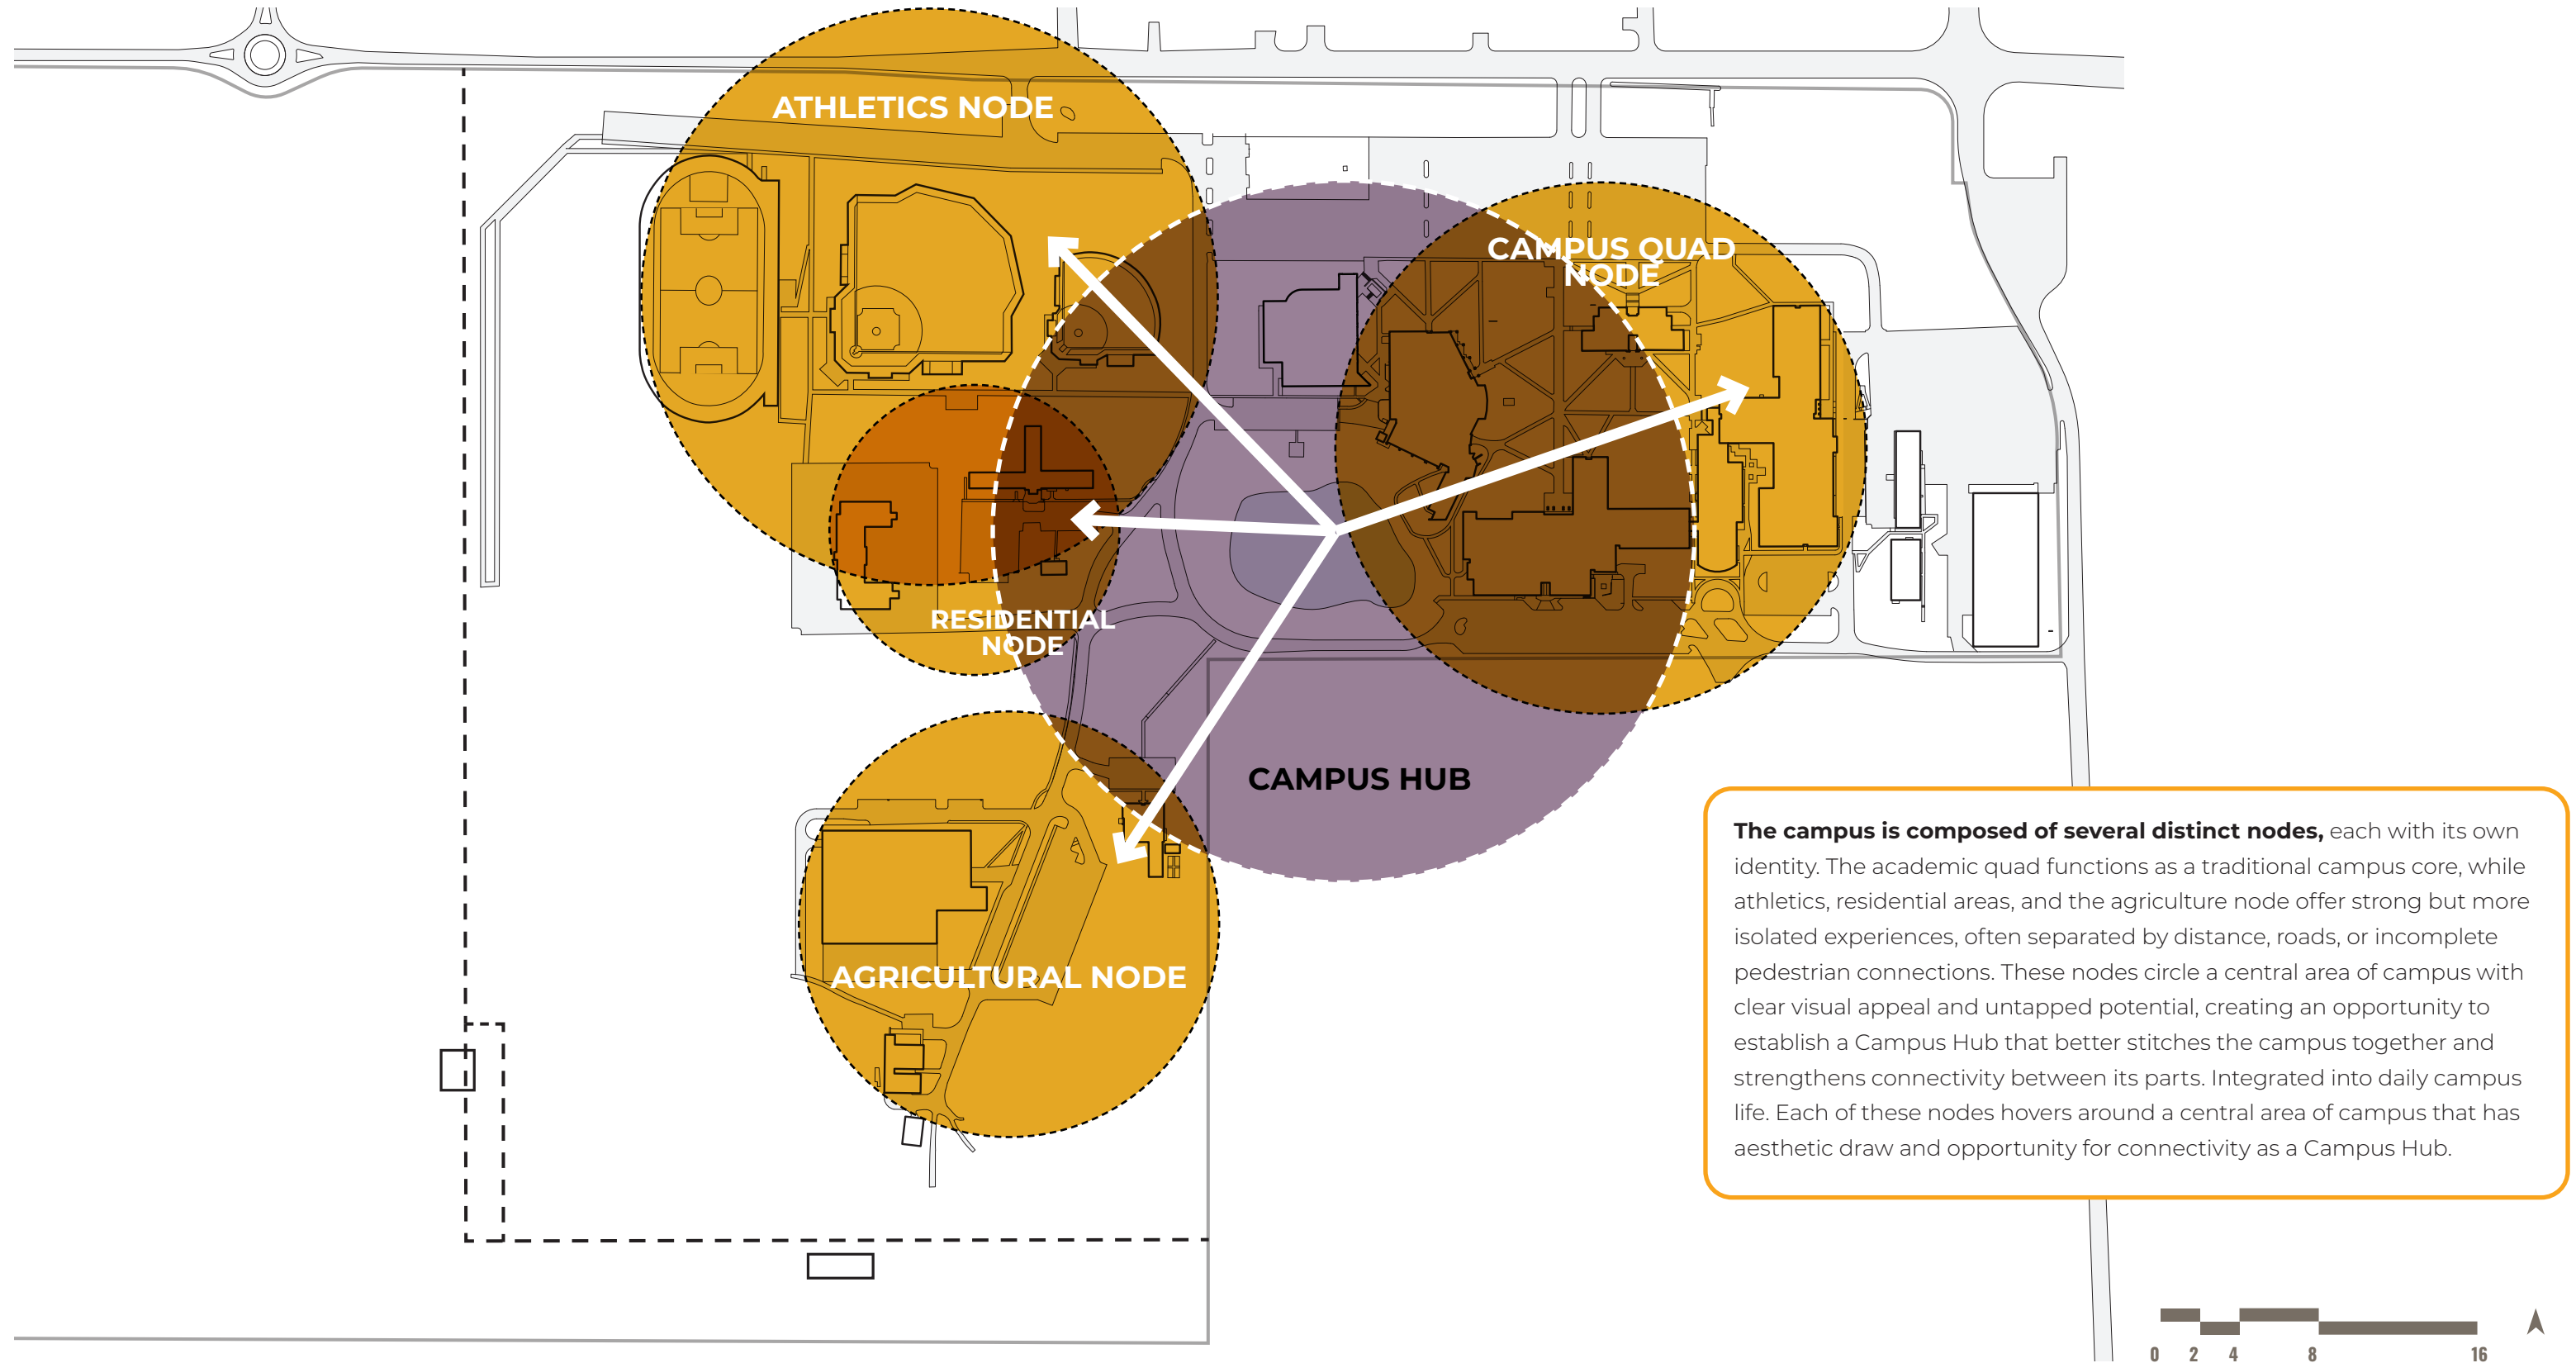 ATHLETICS NODE
CAMPUS QUAD
NODE
RESIDENTIAL
NODE
CAMPUS HUB
AGRICULTURAL NODE
The campus is composed of several distinct nodes, each with its own
identity. The academic quad functions as a traditional campus core, while
athletics, residential areas, and the agriculture node offer strong but more
isolated experiences, often separated by distance, roads, or incomplete
pedestrian connections. These nodes circle a central area of campus with
clear visual appeal and untapped potential, creating an opportunity to
establish a Campus Hub that better stitches the campus together and
strengthens connectivity between its parts. Integrated into daily campus
life. Each of these nodes hovers around a central area of campus that has
aesthetic draw and opportunity for connectivity as a Campus Hub.
0 2 4 8 16